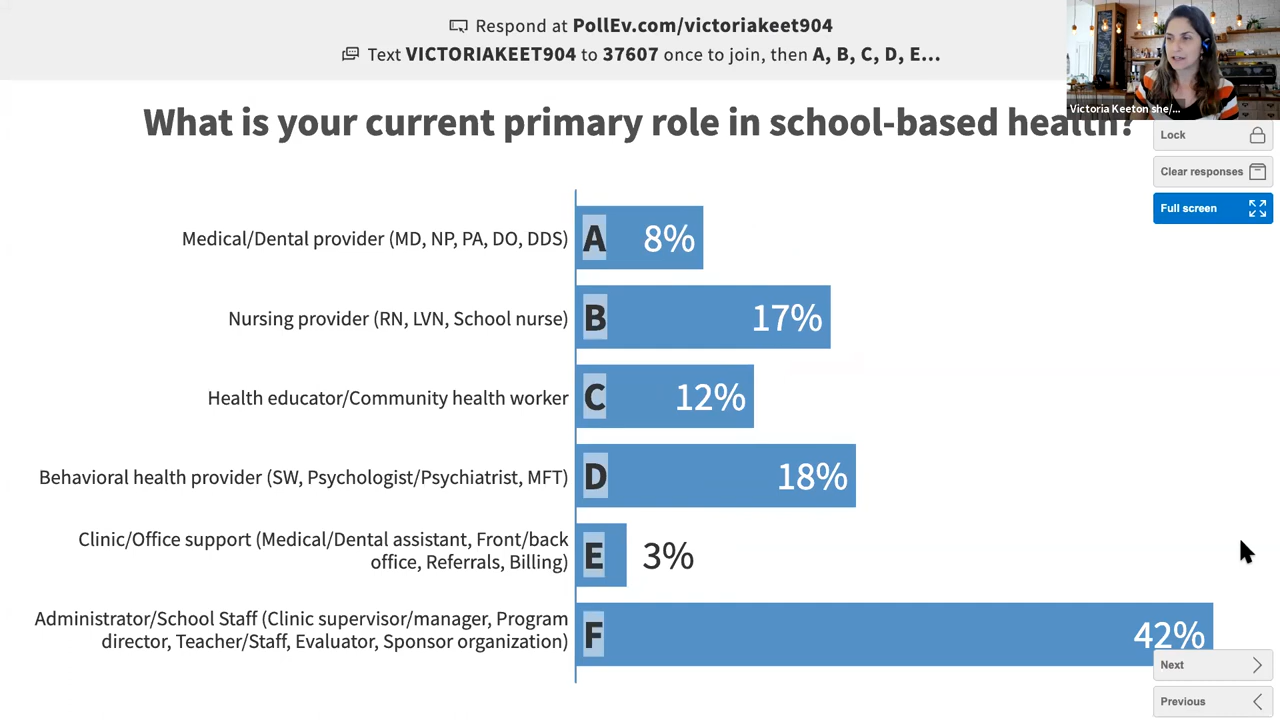 Respond at PollEv.com/victoriakeet904
Text VICTORIAKEET904 to 37607 once to join, then A, B, C, D, E...
Victoria Keeton she/...
What is your current primary role in school-based health?
Lock
Clear responses
Full screen
Medical/Dental provider (MD, NP, PA, DO, DDS) A 8%
Nursing provider (RN, LVN, School nurse) B 17%
Health educator/Community health worker C 12%
Behavioral health provider (SW, Psychologist/Psychiatrist, MFT) D 18%
Clinic/Office support (Medical/Dental assistant, Front/back
office, Referrals, Billing) E 3%
Administrator/School Staff (Clinic supervisor/manager, Program
director, Teacher/Staff, Evaluator, Sponsor organization) F 42%
Next
Previous